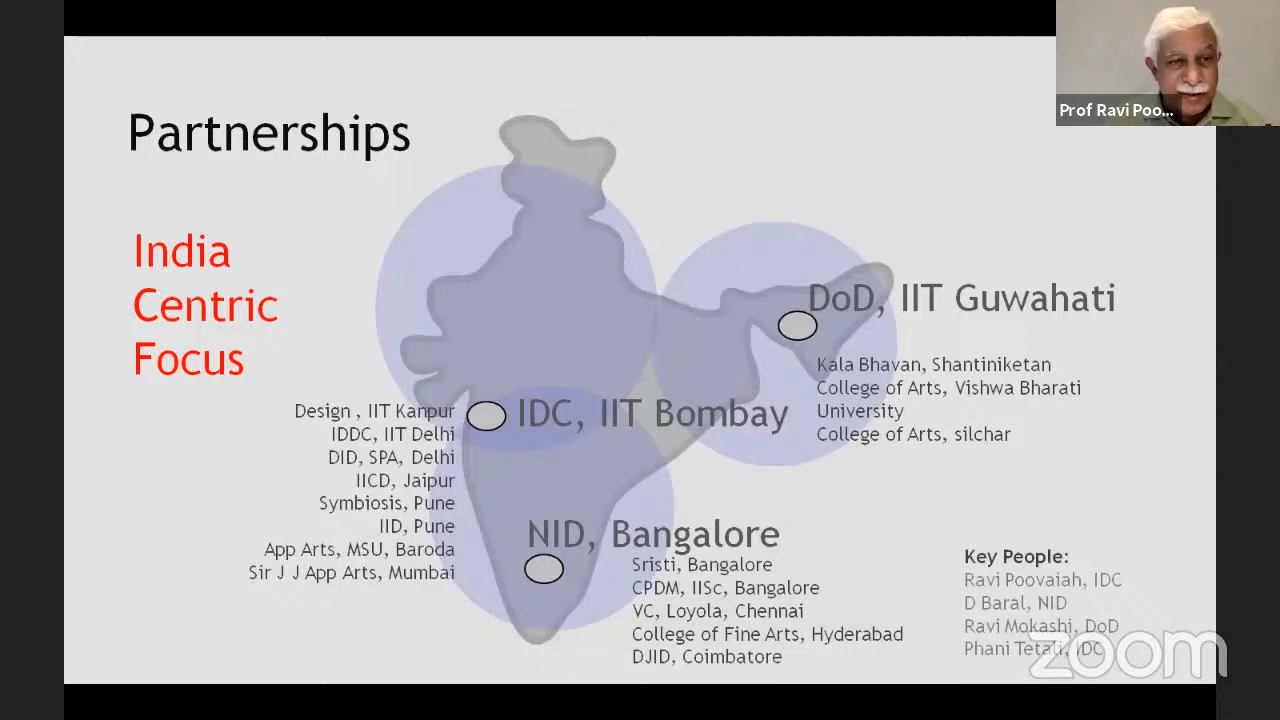 Partnerships
India
Centric
Focus
DoD, IIT Guwahati
Kala Bhavan, Shantiniketan
College of Arts, Vishwa Bharati
University
College of Arts, silchar
IDC, IIT Bombay
Design , IIT Kanpur
IDDC, IIT Delhi
DID, SPA, Delhi
IICD, Jaipur
Symbiosis, Pune
IID, Pune
App Arts, MSU, Baroda
Sir J J App Arts, Mumbai
NID, Bangalore
Sristi, Bangalore
CPDM, IISc, Bangalore
VC, Loyola, Chennai
College of Fine Arts, Hyderabad
DJID, Coimbatore
Key People:
Ravi Poovaiah, IDC
D Baral, NID
Ravi Mokashi, DoD
Phani Tetali, IDC
zoom
Prof Ravi Poo...